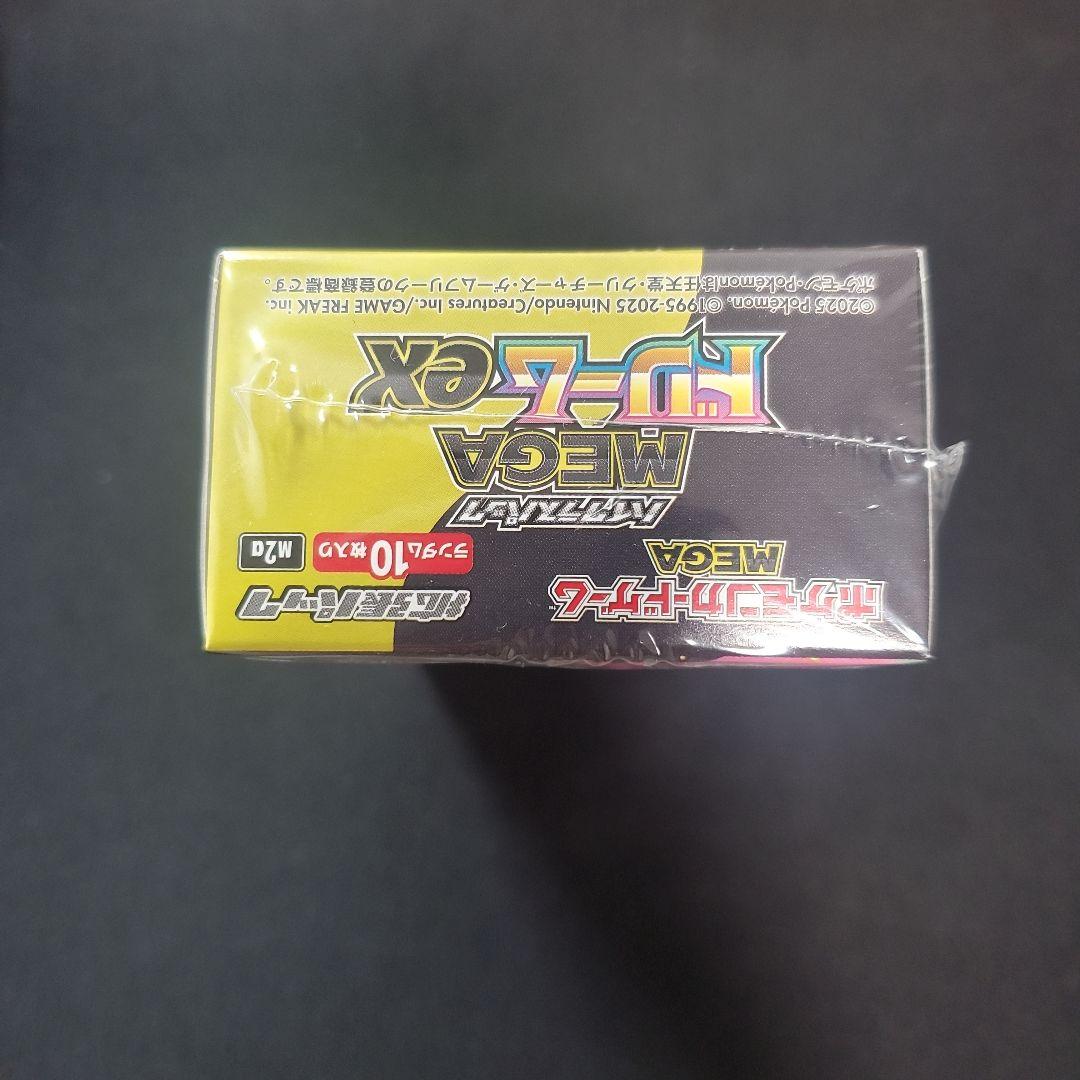 ポケモンカードゲーム™
MEGA
拡張パック
ランダム10枚入り
M2a
ハイクラスパック
MEGA
ドリームex
©2025 Pokémon. ©1995-2025 Nintendo/Creatures Inc./GAME FREAK inc.
ポケモン・Pokémonは任天堂・クリーチャーズ・ゲームフリークの登録商標です。